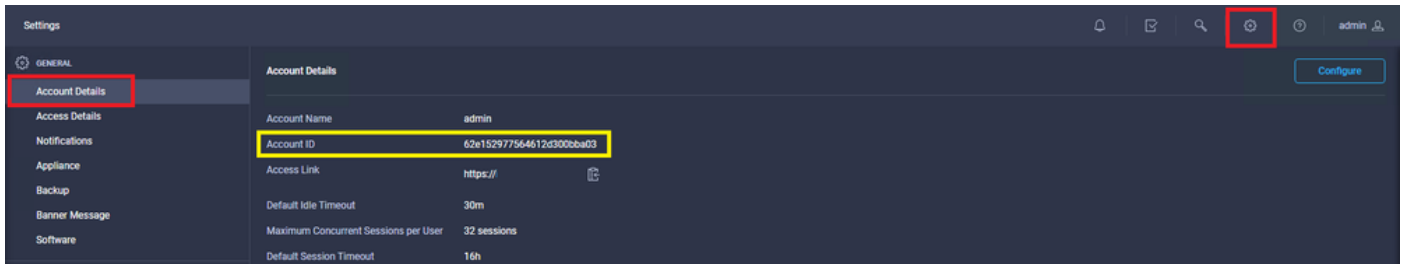 Settings admin
GENERAL
Account Details Configure
Account Details
Access Details
Account Name admin
Notifications
Account ID 62e152977564612d300bba03
Appliance
Access Link https://
Backup
Default Idle Timeout 30m
Banner Message
Maximum Concurrent Sessions per User 32 sessions
Software
Default Session Timeout 16h